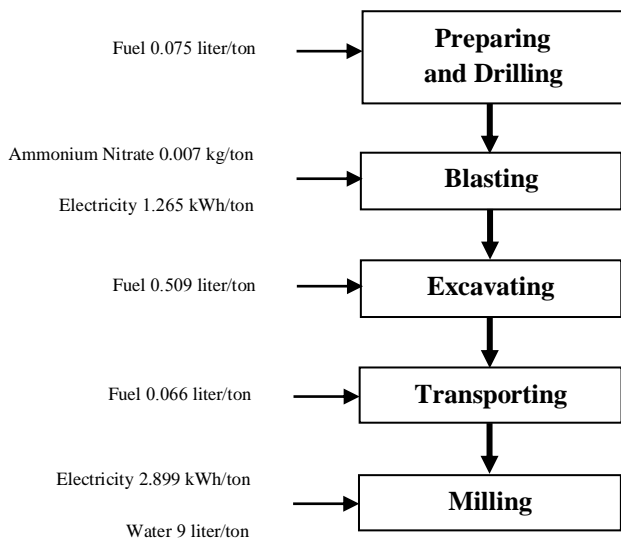 Fuel 0.075 liter/ton
Preparing
and Drilling
Ammonium Nitrate 0.007 kg/ton
Electricity 1.265 kWh/ton
Blasting
Fuel 0.509 liter/ton
Excavating
Fuel 0.066 liter/ton
Transporting
Electricity 2.899 kWh/ton
Water 9 liter/ton
Milling